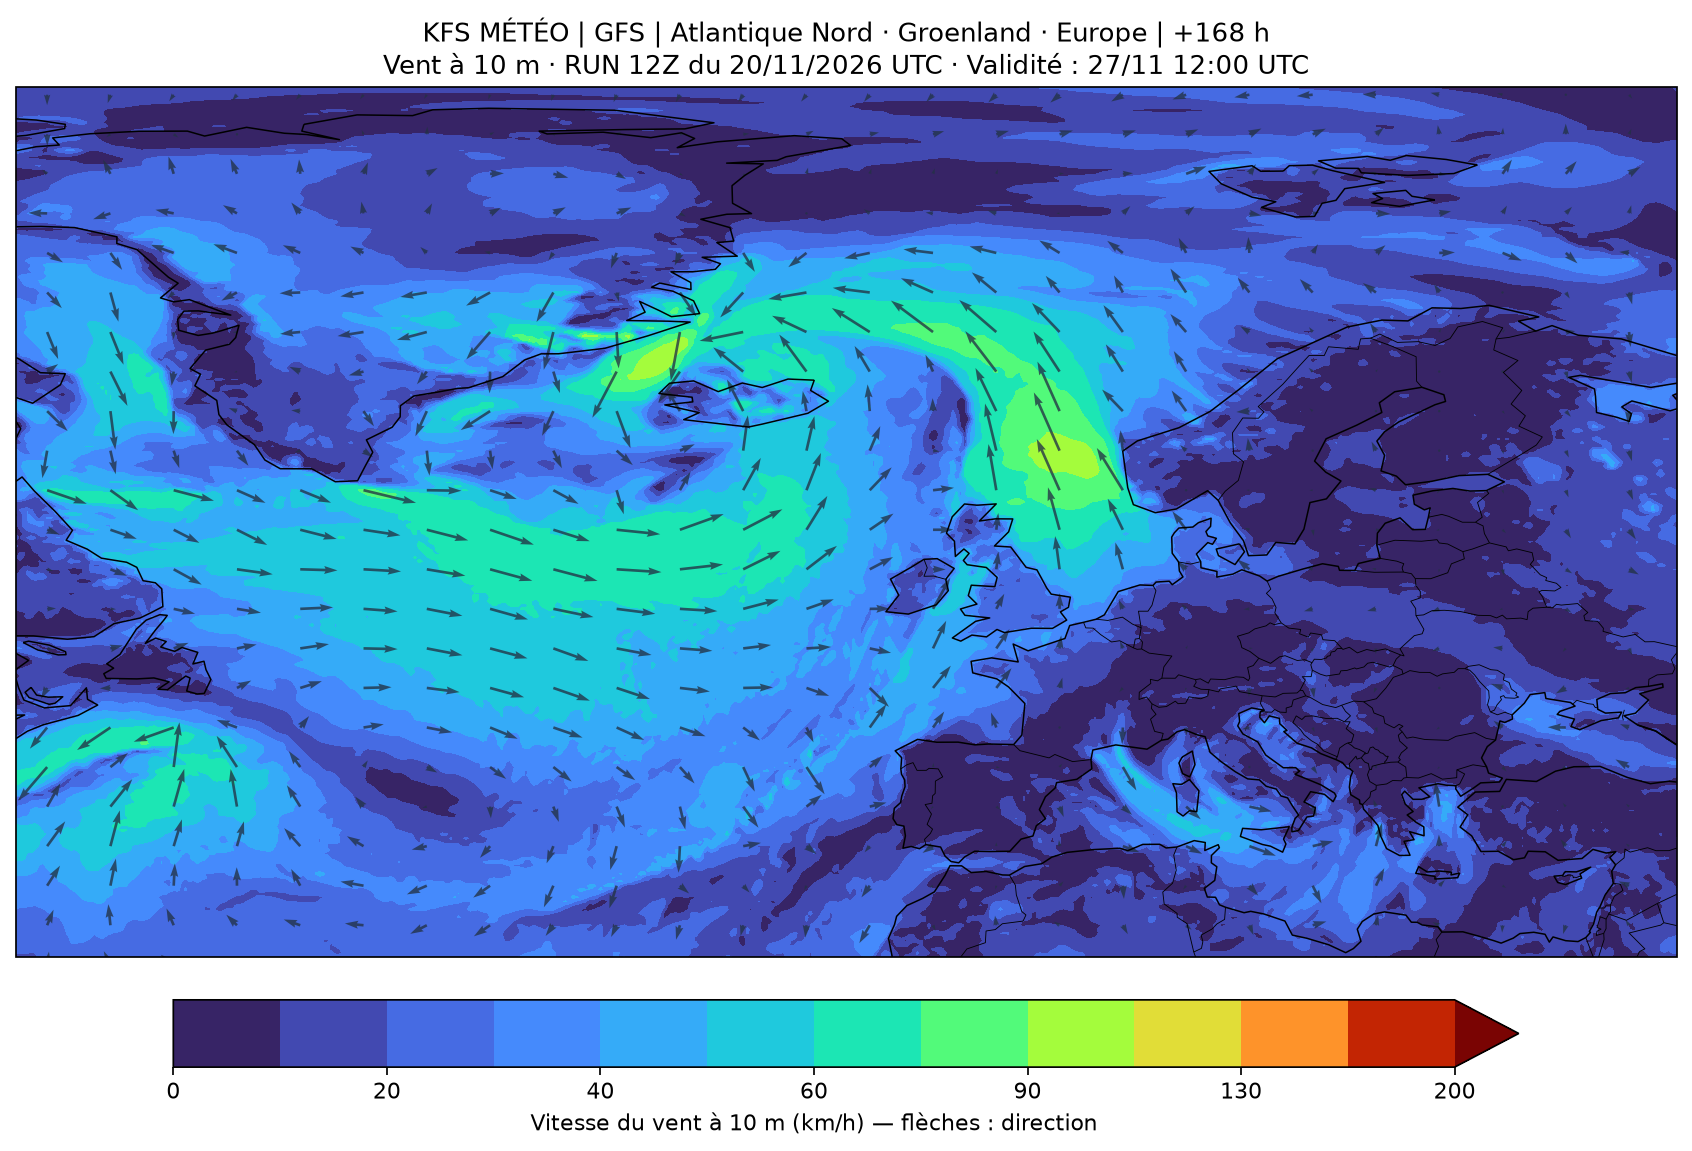 KFS MÉTÉO | GFS | Atlantique Nord · Groenland · Europe | +168 h
Vent à 10 m · RUN 12Z du 20/11/2026 UTC · Validité : 27/11 12:00 UTC
0 20 40 60 90 130 200
Vitesse du vent à 10 m (km/h) — flèches : direction